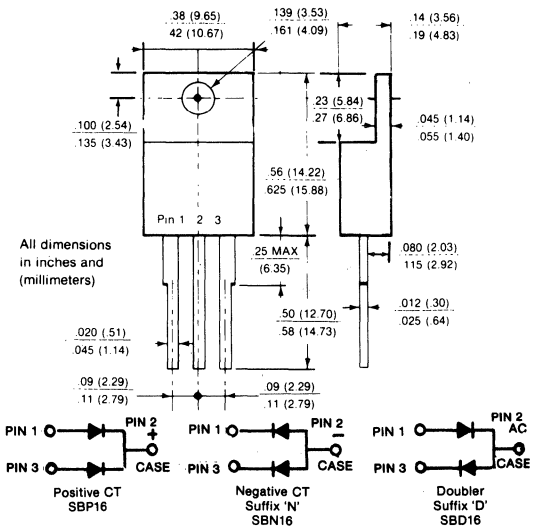 .38 (9.65)
.42 (10.67)
.139 (3.53)
.161 (4.09)
.14 (3.56)
.19 (4.83)
.100 (2.54)
.135 (3.43)
.23 (5.84)
.27 (6.86)
.045 (1.14)
.055 (1.40)
.56 (14.22)
.625 (15.88)
Pin 1 2 3
All dimensions
in inches and
(millimeters)
.25 MAX
(6.35)
.080 (2.03)
115 (2.92)
.50 (12.70)
.58 (14.73)
.012 (.30)
.025 (.64)
.020 (.51)
.045 (1.14)
.09 (2.29)
.11 (2.79)
.09 (2.29)
.11 (2.79)
PIN 1
PIN 2
+
PIN 3
CASE
Positive CT
SBP16
PIN 1
PIN 2
–
PIN 3
CASE
Negative CT
Suffix 'N'
SBN16
PIN 1
PIN 2
AC
PIN 3
CASE
Doubler
Suffix 'D'
SBD16